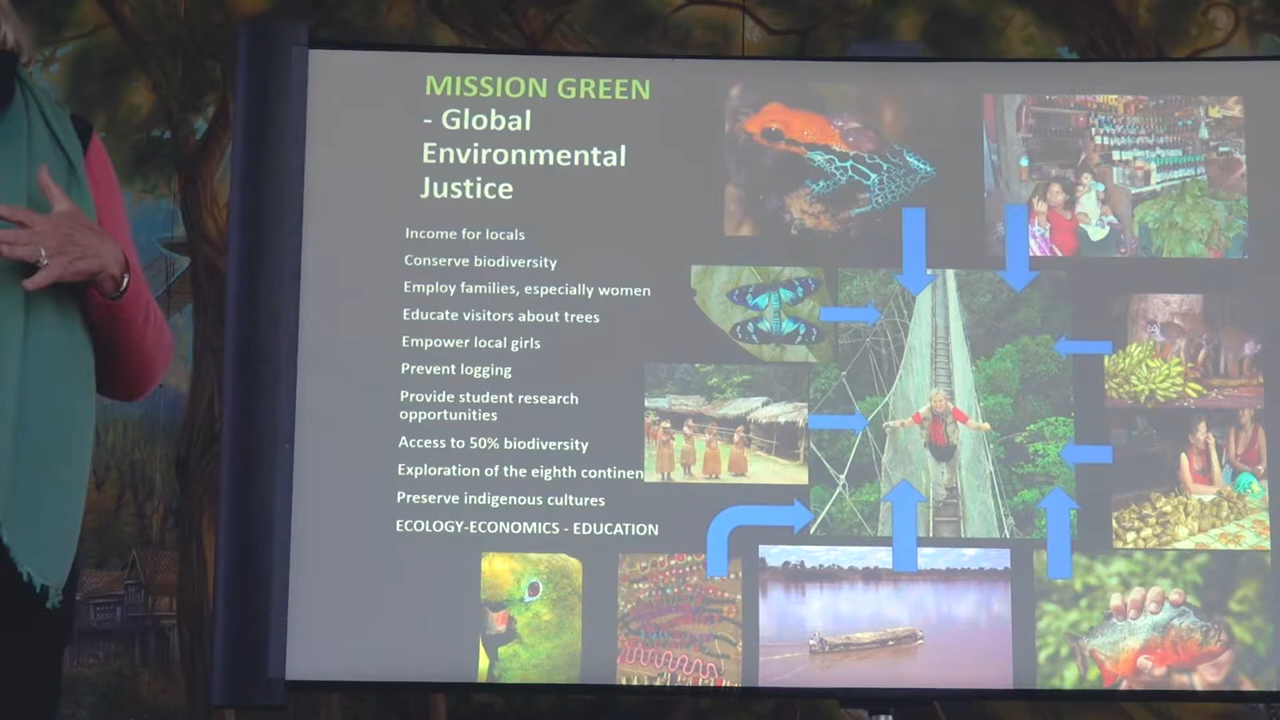 MISSION GREEN
- Global
Environmental
Justice
Income for locals
Conserve biodiversity
Employ families, especially women
Educate visitors about trees
Empower local girls
Prevent logging
Provide student research
opportunities
Access to 50% biodiversity
Exploration of the eighth continen
Preserve indigenous cultures
ECOLOGY-ECONOMICS - EDUCATION